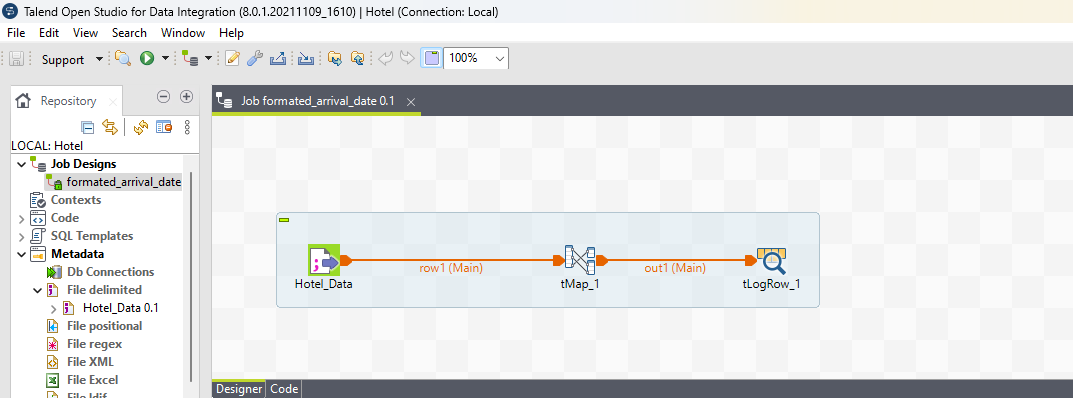 Talend Open Studio for Data Integration (8.0.1.20211109_1610) | Hotel (Connection: Local)
File Edit View Search Window Help
Support 100%
Repository
LOCAL: Hotel
Job Designs
formated_arrival_date
Contexts
Code
SQL Templates
Metadata
Db Connections
File delimited
Hotel_Data 0.1
File positional
File regex
File XML
File Excel
File ldif
Job formated_arrival_date 0.1
row1 (Main)
out1 (Main)
Hotel_Data
tMap_1
tLogRow_1
Designer Code